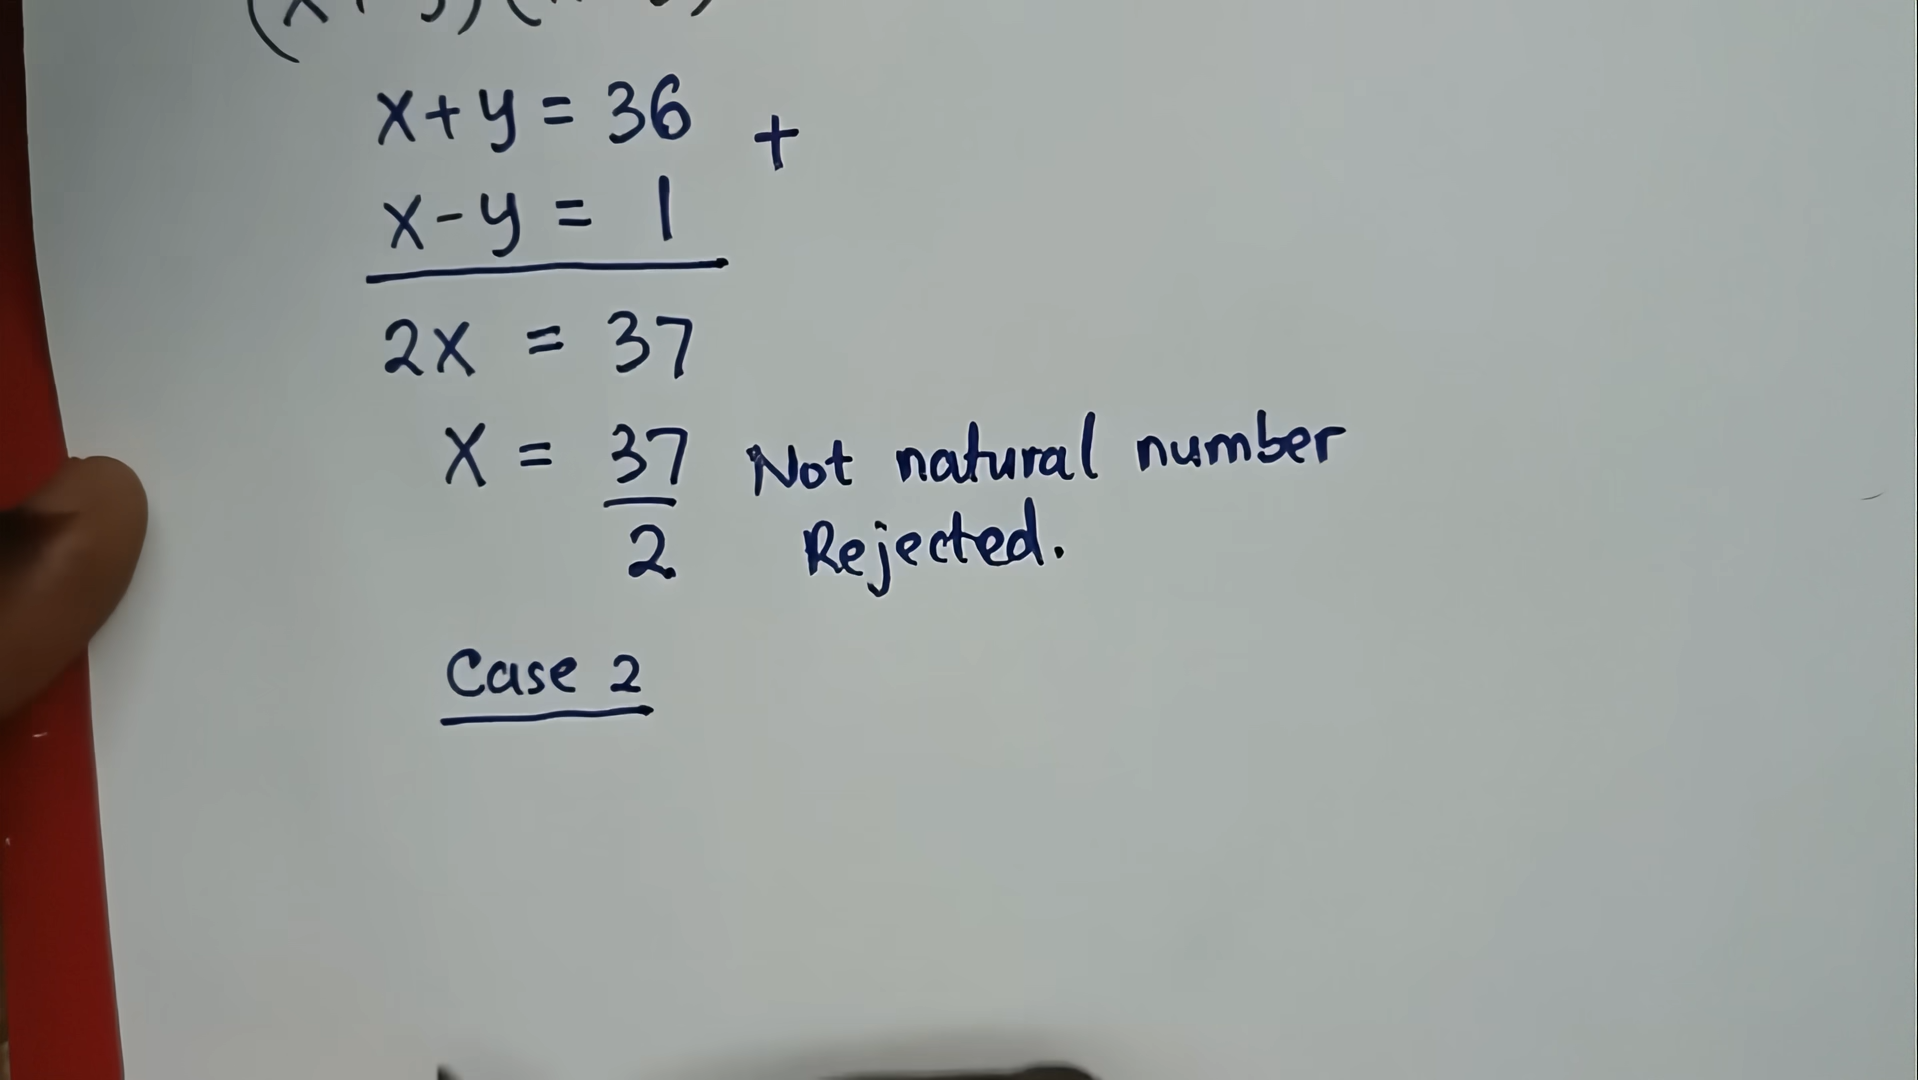 x+y = 36 +
x-y = 1
2x = 37
x = 37/2 Not natural number
Rejected.
Case 2